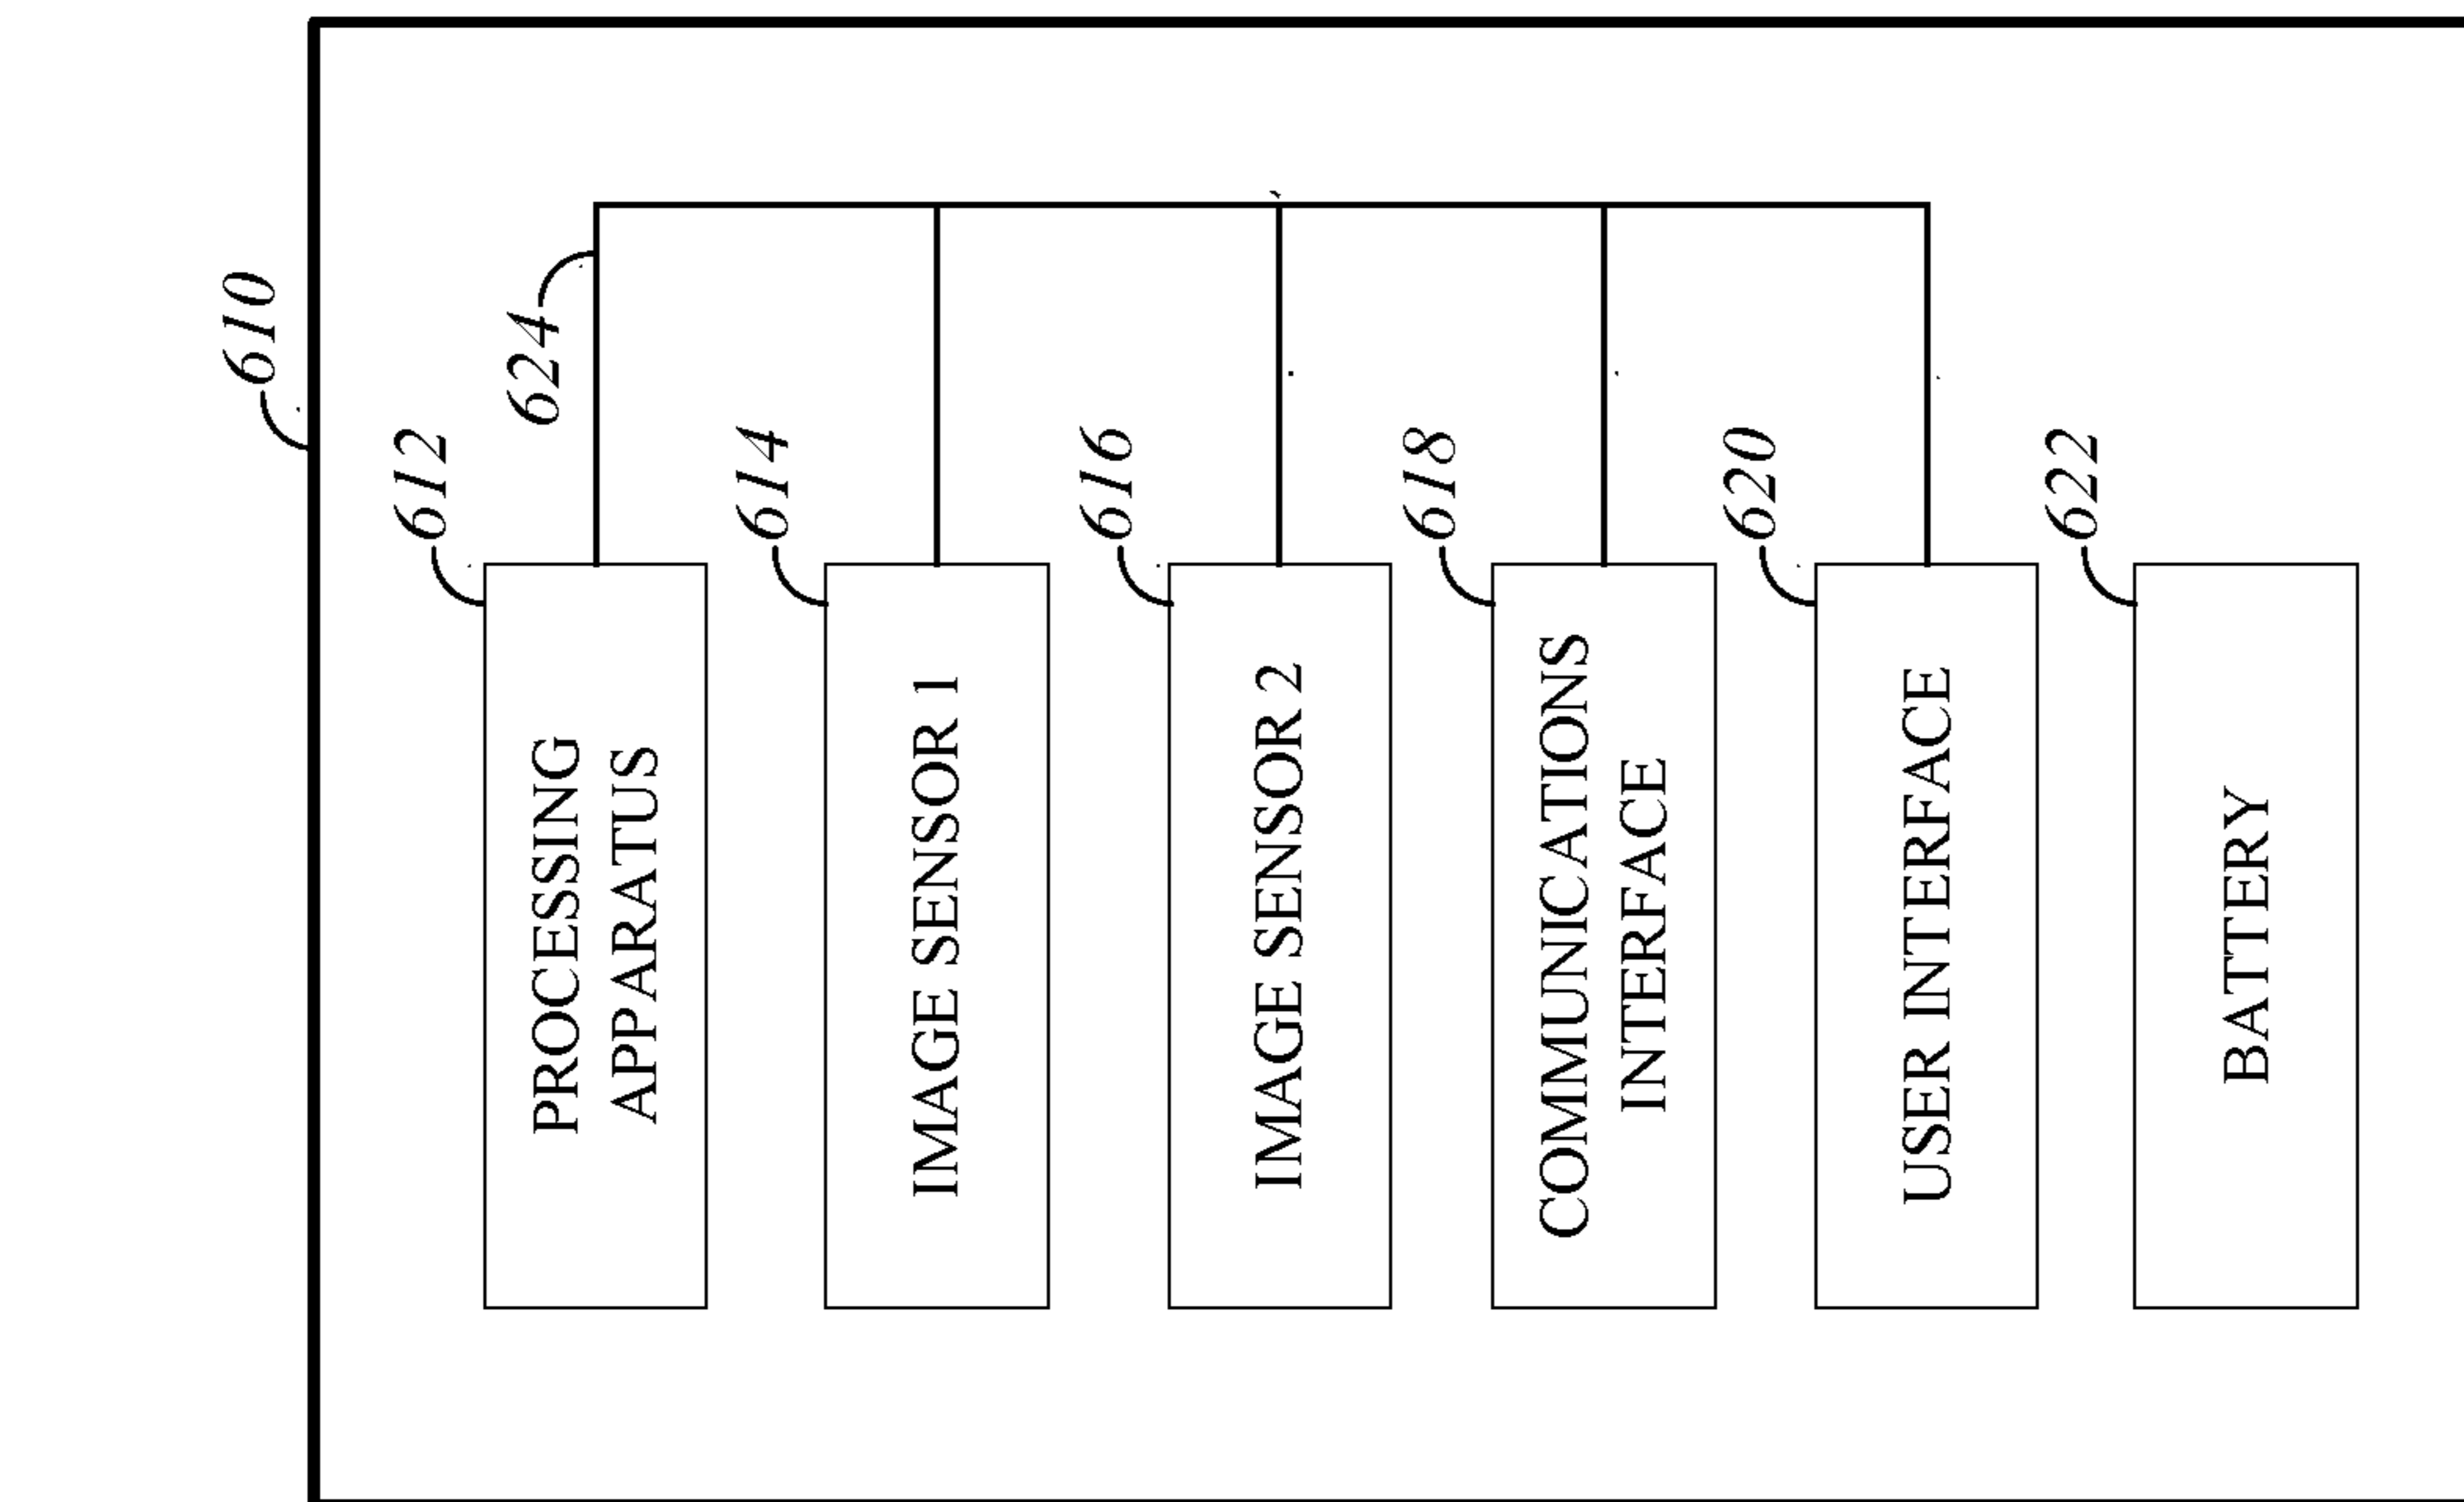 610
624
612
PROCESSING
APPARATUS
614
IMAGE SENSOR 1
616
IMAGE SENSOR 2
618
COMMUNICATIONS
INTERFACE
620
USER INTERFACE
622
BATTERY